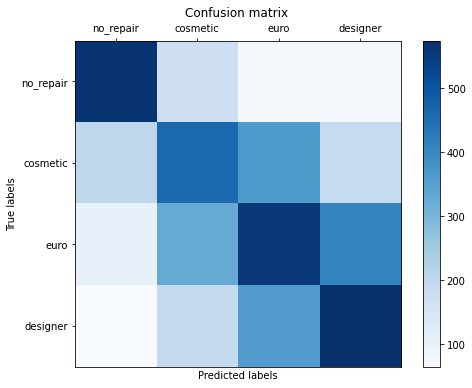 Confusion matrix
no_repair cosmetic euro designer
no_repair
cosmetic
euro
designer
True labels
Predicted labels
500
400
300
200
100